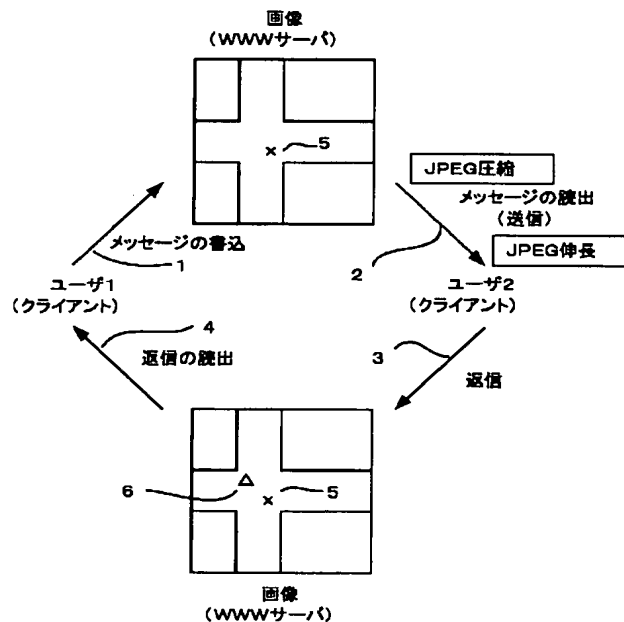 画像
(WWWサーバ)
×
5
JPEG圧縮
メッセージの読出
(送信)
メッセージの書込
1
2
JPEG伸長
ユーザ1
(クライアント)
ユーザ2
(クライアント)
4
3
返信の読出
返信
△
6
×
5
画像
(WWWサーバ)